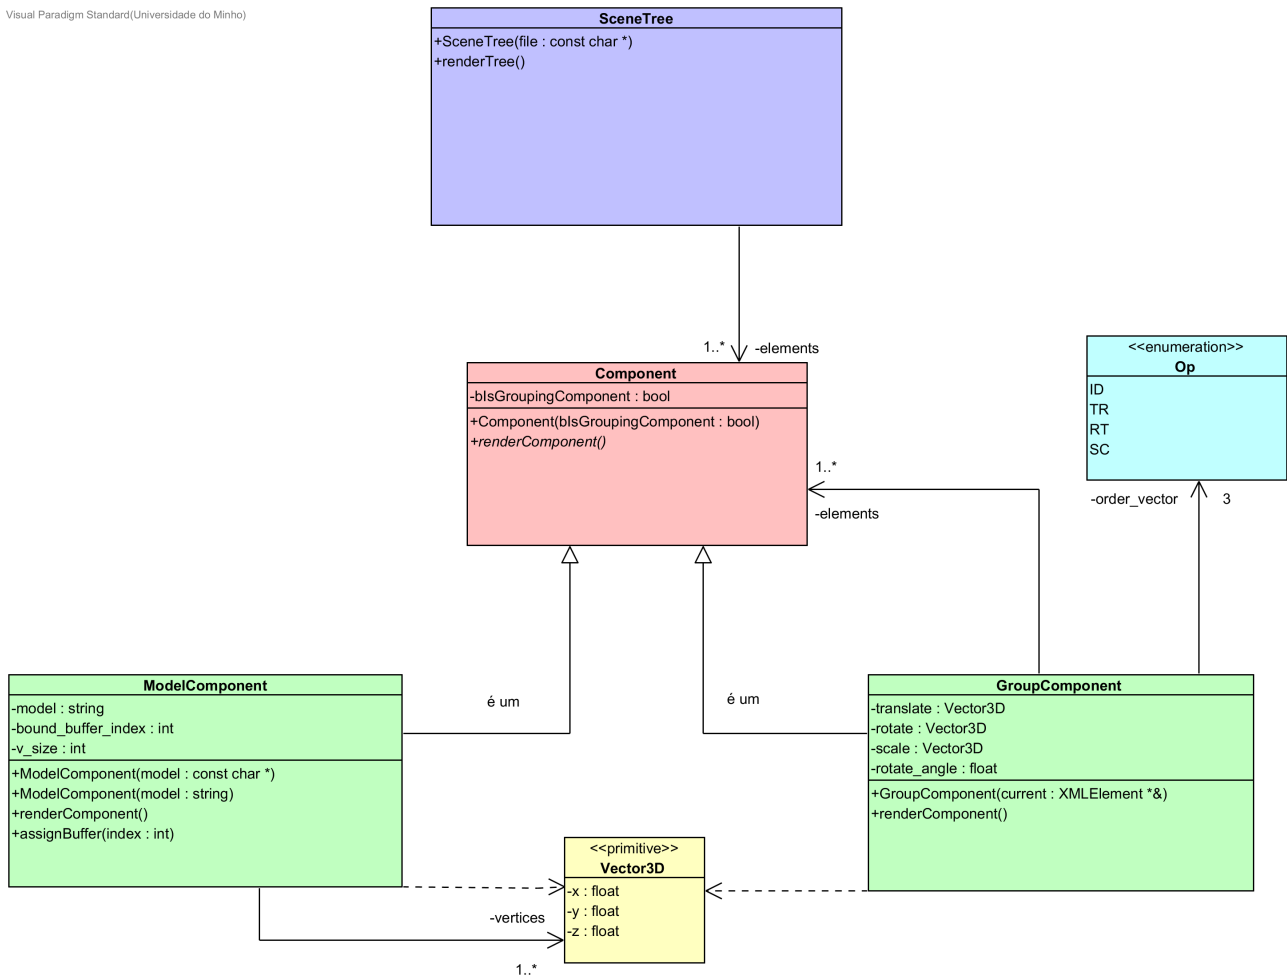 Visual Paradigm Standard(Universidade do Minho)
SceneTree
+SceneTree(file : const char *)
+renderTree()
1..*
-elements
Component
-bIsGroupingComponent : bool
+Component(bIsGroupingComponent : bool)
+renderComponent()
<<enumeration>>
Op
ID
TR
RT
SC
1..*
-elements
-order_vector
3
é um
é um
ModelComponent
-model : string
-bound_buffer_index : int
-v_size : int
+ModelComponent(model : const char *)
+ModelComponent(model : string)
+renderComponent()
+assignBuffer(index : int)
GroupComponent
-translate : Vector3D
-rotate : Vector3D
-scale : Vector3D
-rotate_angle : float
+GroupComponent(current : XMLElement *&)
+renderComponent()
<<primitive>>
Vector3D
-x : float
-y : float
-z : float
-vertices
1..*